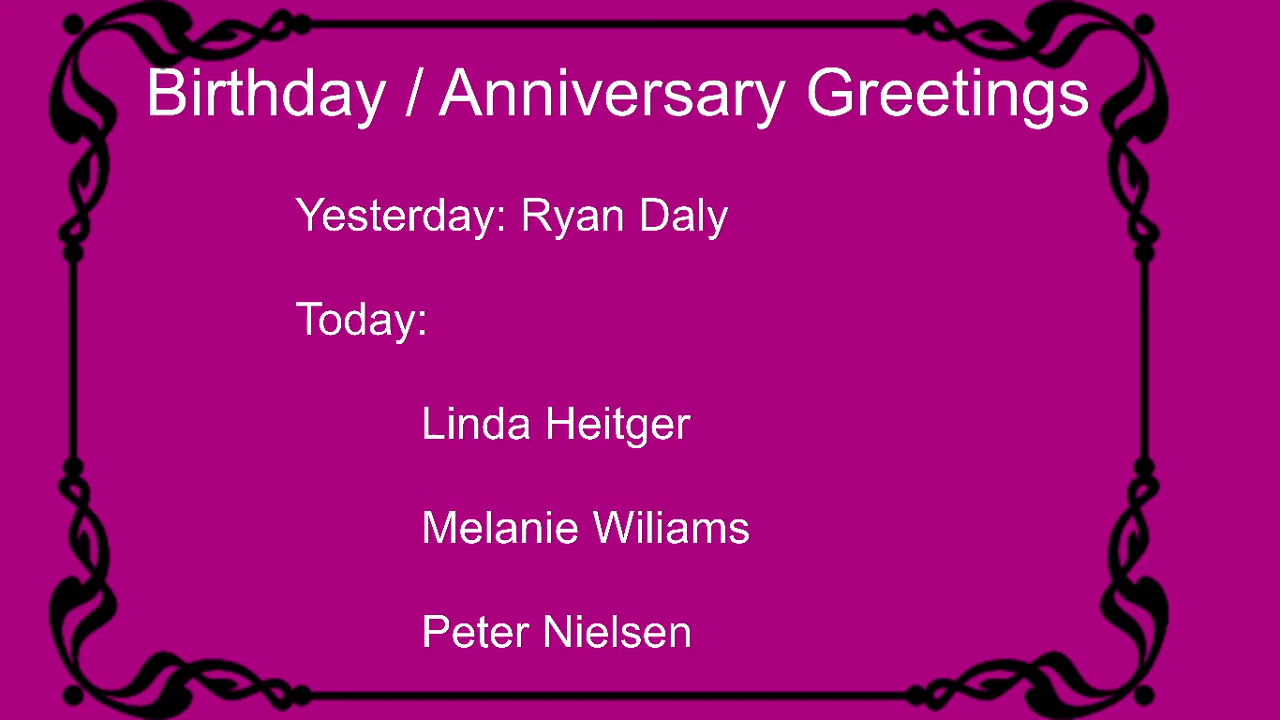 Birthday / Anniversary Greetings
Yesterday: Ryan Daly
Today:
Linda Heitger
Melanie Wiliams
Peter Nielsen